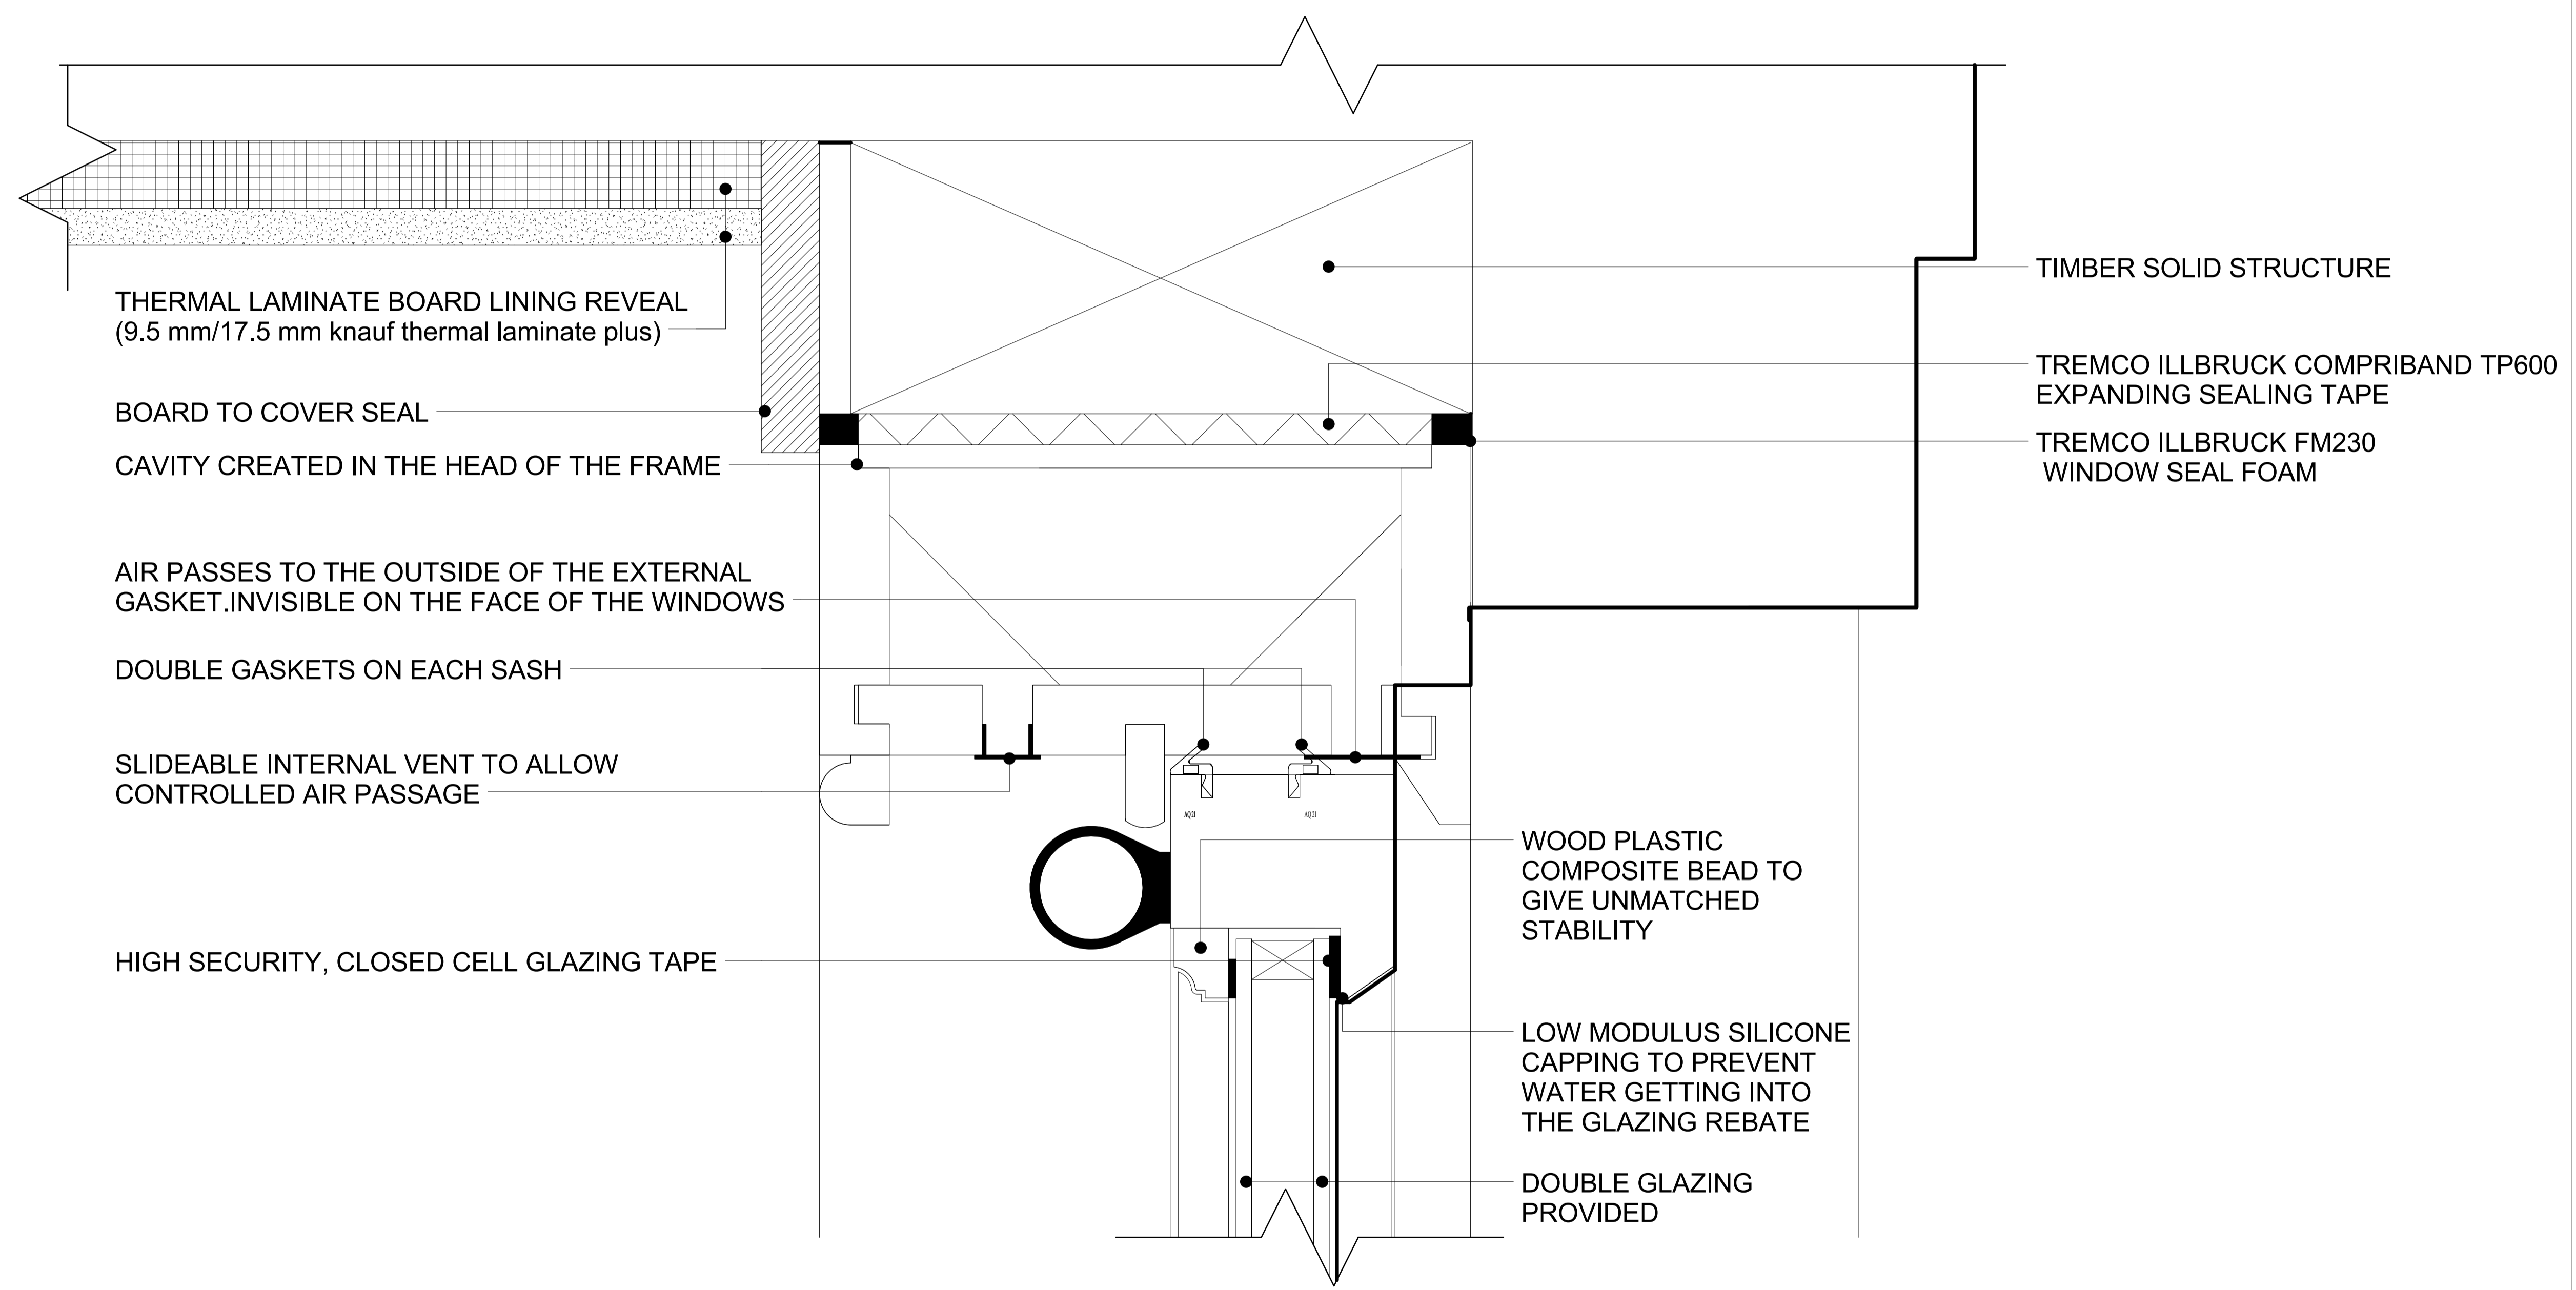 THERMAL LAMINATE BOARD LINING REVEAL
(9.5 mm/17.5 mm knauf thermal laminate plus)
BOARD TO COVER SEAL
CAVITY CREATED IN THE HEAD OF THE FRAME
AIR PASSES TO THE OUTSIDE OF THE EXTERNAL
GASKET.INVISIBLE ON THE FACE OF THE WINDOWS
DOUBLE GASKETS ON EACH SASH
SLIDEABLE INTERNAL VENT TO ALLOW
CONTROLLED AIR PASSAGE
HIGH SECURITY, CLOSED CELL GLAZING TAPE
AQ21
AQ21
TIMBER SOLID STRUCTURE
TREMCO ILLBRUCK COMPRIBAND TP600
EXPANDING SEALING TAPE
TREMCO ILLBRUCK FM230
WINDOW SEAL FOAM
WOOD PLASTIC
COMPOSITE BEAD TO
GIVE UNMATCHED
STABILITY
LOW MODULUS SILICONE
CAPPING TO PREVENT
WATER GETTING INTO
THE GLAZING REBATE
DOUBLE GLAZING
PROVIDED